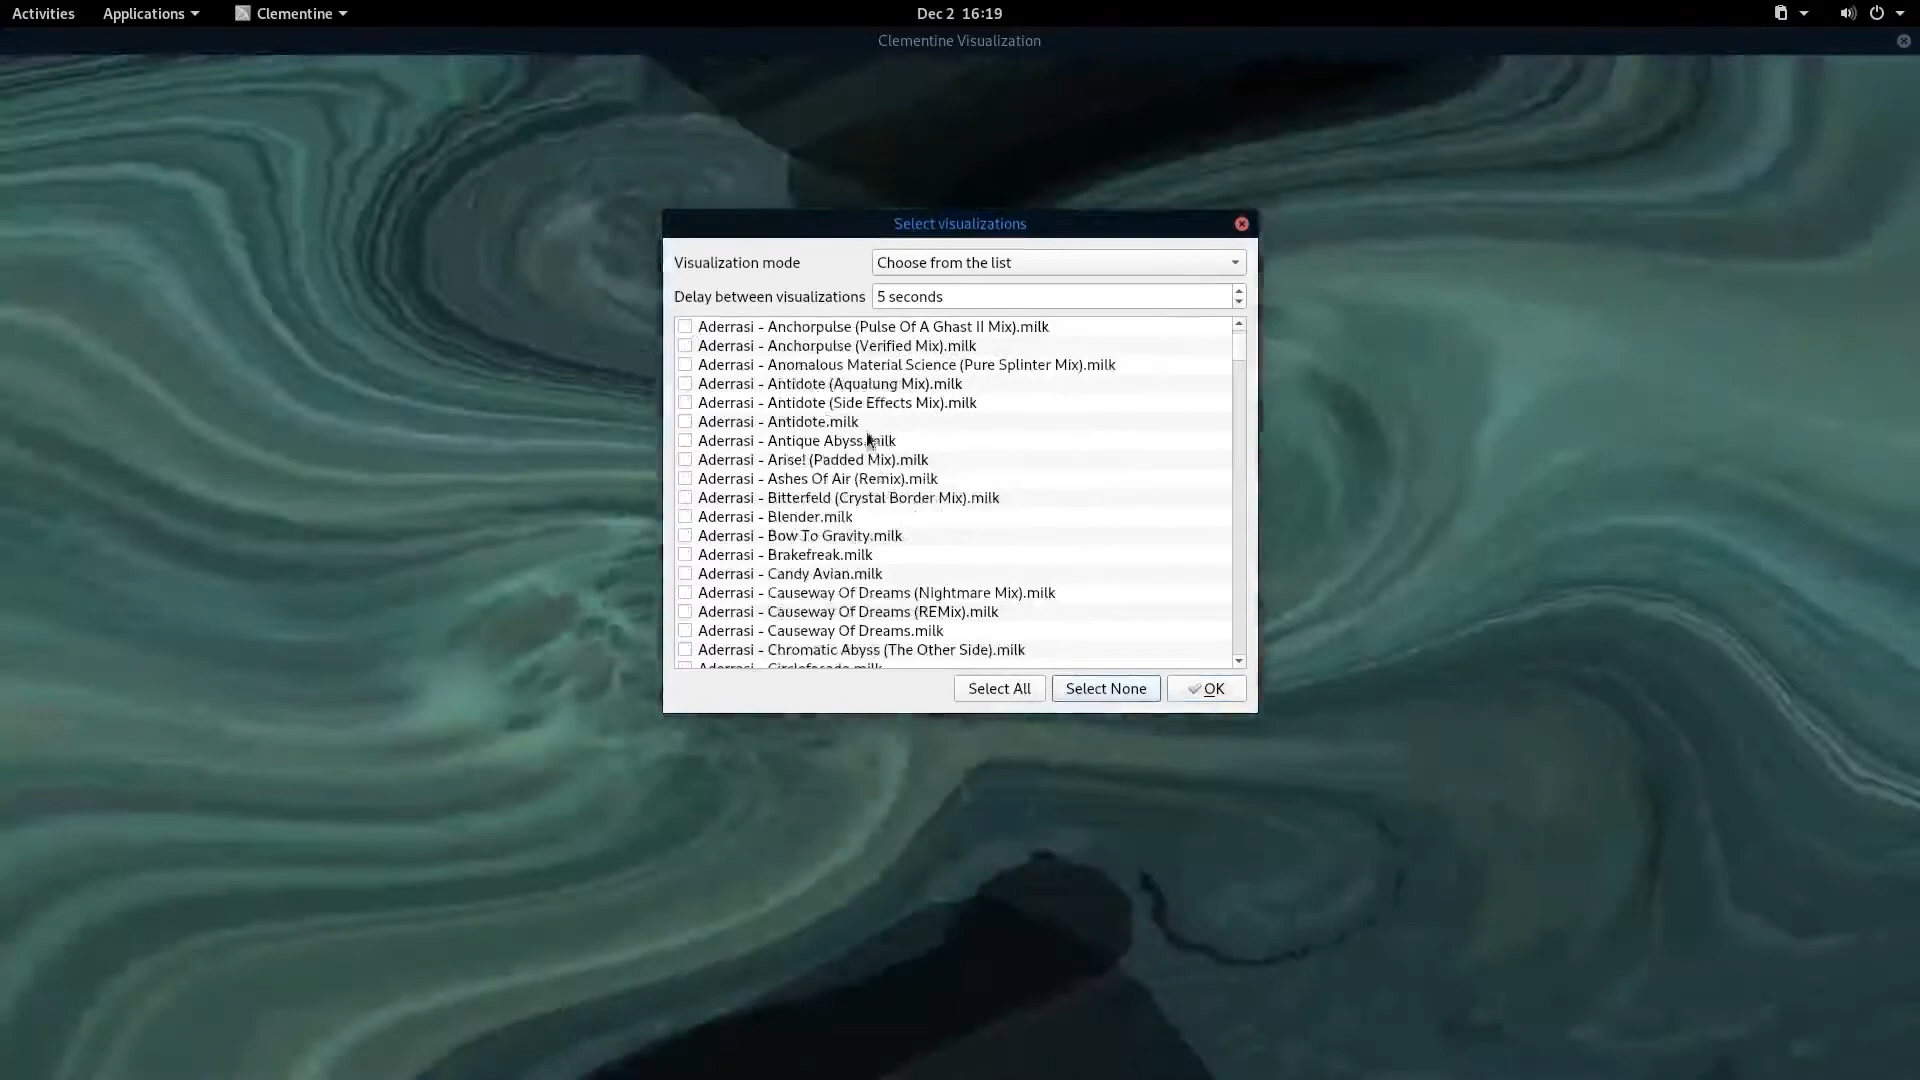 Activities Applications Clementine Dec 2 16:19
Clementine Visualization
Select visualizations
Visualization mode Choose from the list
Delay between visualizations 5 seconds
Aderrasi - Anchorpulse (Pulse Of A Ghast II Mix).milk
Aderrasi - Anchorpulse (Verified Mix).milk
Aderrasi - Anomalous Material Science (Pure Splinter Mix).milk
Aderrasi - Antidote (Aqualung Mix).milk
Aderrasi - Antidote (Side Effects Mix).milk
Aderrasi - Antidote.milk
Aderrasi - Antique Abyss.milk
Aderrasi - Arise! (Padded Mix).milk
Aderrasi - Ashes Of Air (Remix).milk
Aderrasi - Bitterfeld (Crystal Border Mix).milk
Aderrasi - Blender.milk
Aderrasi - Bow To Gravity.milk
Aderrasi - Brakefreak.milk
Aderrasi - Candy Avian.milk
Aderrasi - Causeway Of Dreams (Nightmare Mix).milk
Aderrasi - Causeway Of Dreams (REMix).milk
Aderrasi - Causeway Of Dreams.milk
Aderrasi - Chromatic Abyss (The Other Side).milk
Aderrasi - Circlefacade.milk
Select All Select None OK